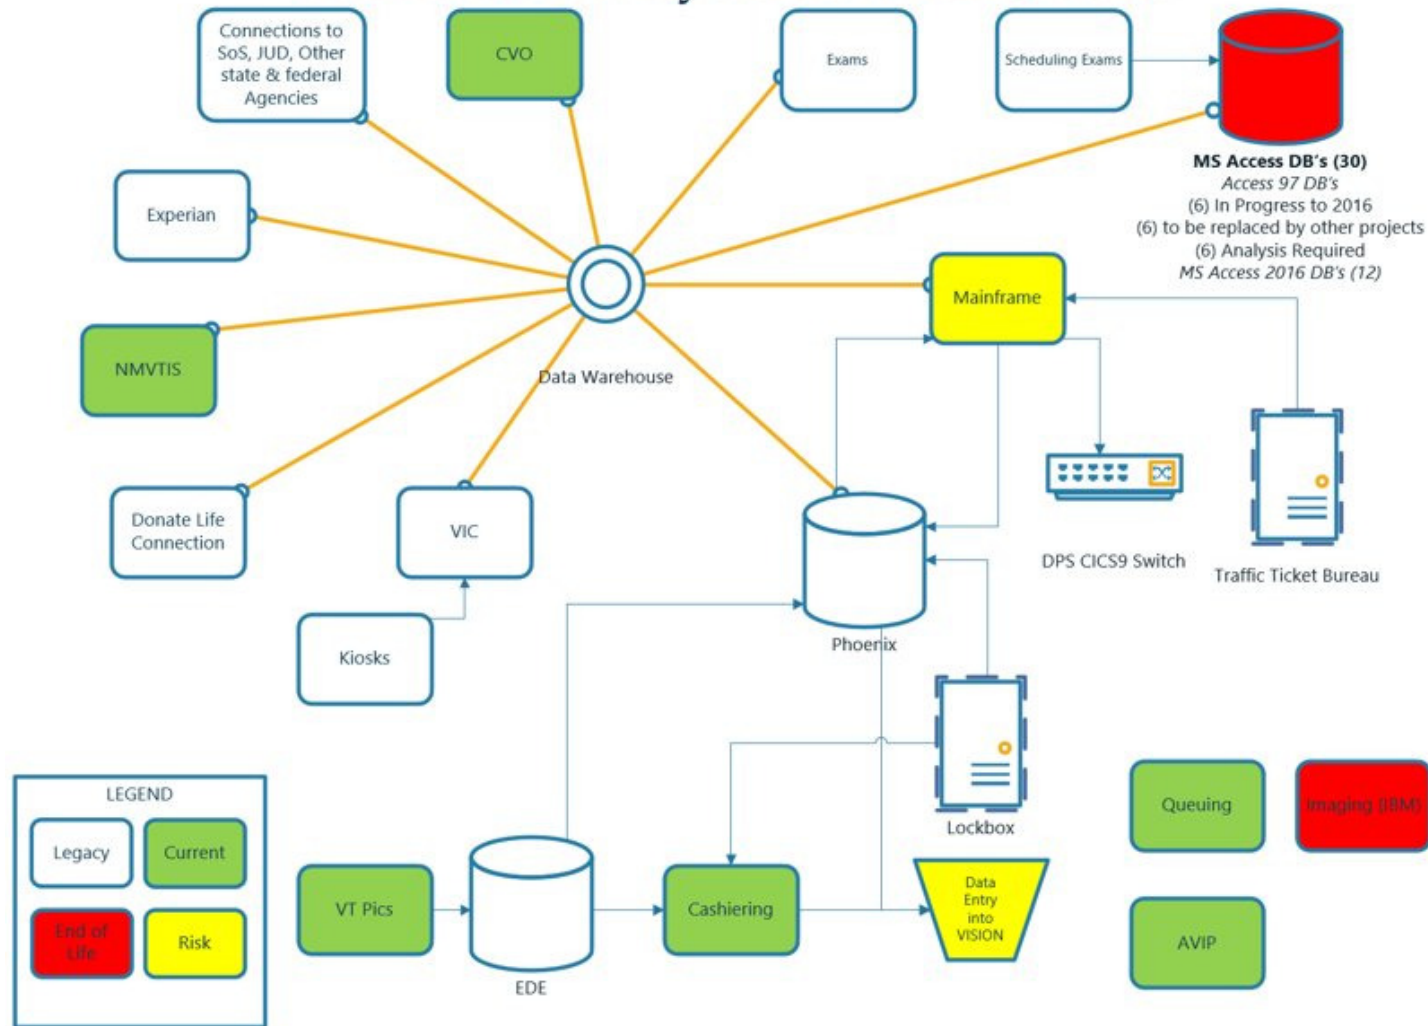 Connections to
SoS, JUD, Other
state & federal
Agencies
CVO
Exams
Scheduling Exams
MS Access DB's (30)
Access 97 DB's
(6) In Progress to 2016
(6) to be replaced by other projects
(6) Analysis Required
MS Access 2016 DB's (12)
Experian
Mainframe
NMVTIS
Data Warehouse
Donate Life
Connection
VIC
DPS CICS9 Switch
Traffic Ticket Bureau
Kiosks
Phoenix
Lockbox
LEGEND
Legacy
Current
End of
Life
Risk
VT Pics
EDE
Cashiering
Data
Entry
into
VISION
Queuing
Imaging (IBM)
AVIP